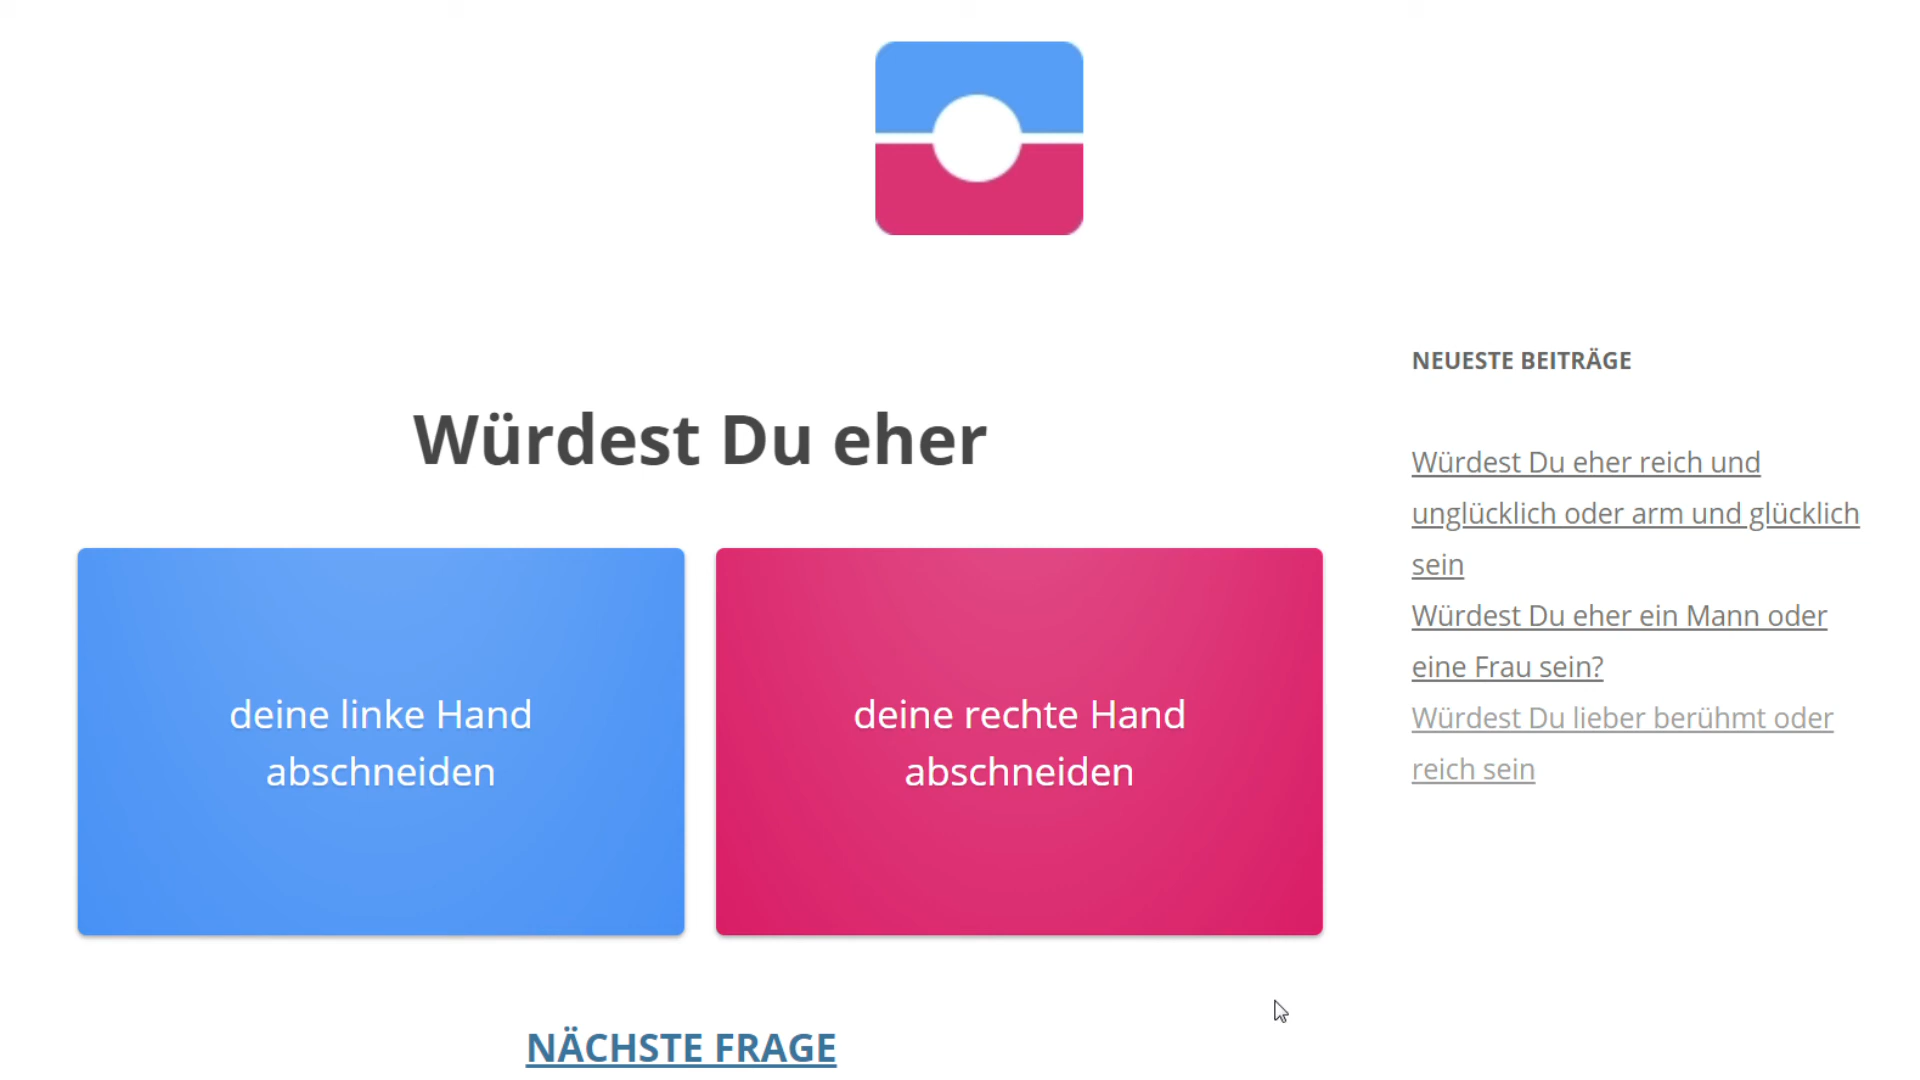 Würdest Du eher
deine linke Hand
abschneiden
deine rechte Hand
abschneiden
NÄCHSTE FRAGE
NEUESTE BEITRÄGE
Würdest Du eher reich und
unglücklich oder arm und glücklich
sein
Würdest Du eher ein Mann oder
eine Frau sein?
Würdest Du lieber berühmt oder
reich sein